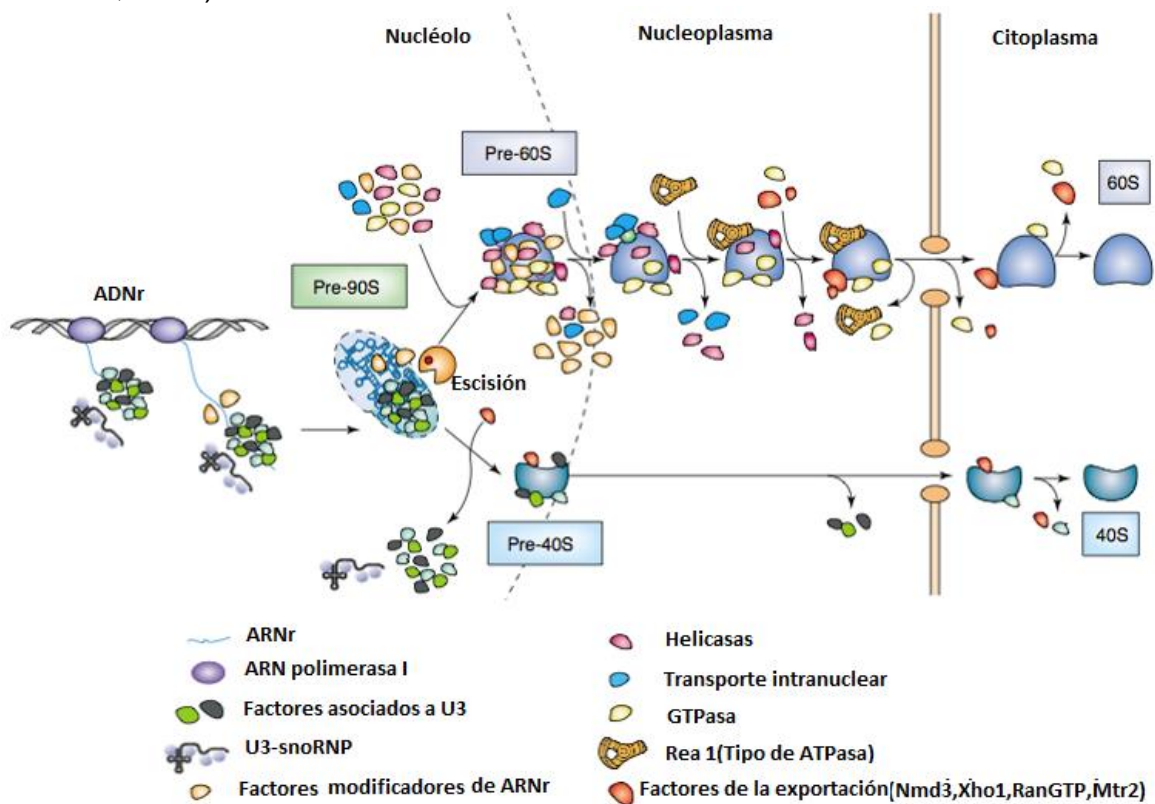 Nucléolo
Nucleoplasma
Citoplasma
Pre-60S
60S
ADNr
Pre-90S
Escisión
Pre-40S
40S
ARNr
ARN polimerasa I
Factores asociados a U3
U3-snoRNP
Factores modificadores de ARNr
Helicasas
Transporte intranuclear
GTPasa
Rea 1(Tipo de ATPasa)
Factores de la exportación(Nmd3,Xho1,RanGTP,Mtr2)